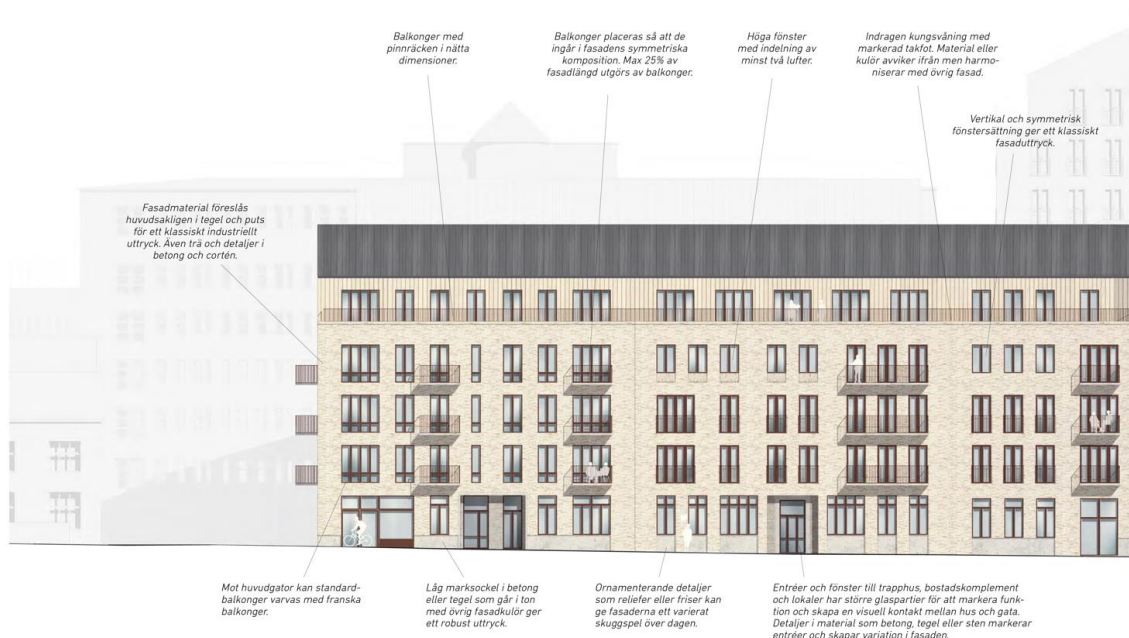 Balkonger med
pinnräcken i nätta
dimensioner.
Balkonger placeras så att de
ingår i fasadens symmetriska
komposition. Max 25% av
fasadlängd utgörs av balkonger.
Höga fönster
med indelning av
minst två lufter.
Indragen kungsvåning med
markerad takfot. Material eller
kulör avviker ifrån men harmo-
niserar med övrig fasad.
Vertikal och symmetrisk
fönstersättning ger ett klassiskt
fasaduttryck.
Fasadmaterial föreslås
huvudsakligen i tegel och puts
för ett klassiskt industriellt
uttryck. Även trä och detaljer i
betong och cortén.
Mot huvudgator kan standard-
balkonger varvas med franska
balkonger.
Låg marksockel i betong
eller tegel som går i ton
med övrig fasadkulör ger
ett robust uttryck.
Ornamenterande detaljer
som reliefer eller friser kan
ge fasaderna ett varierat
skuggspel över dagen.
Entréer och fönster till trapphus, bostadskomplement
och lokaler har större glaspartier för att markera funk-
tion och skapa en visuell kontakt mellan hus och gata.
Detaljer i material som betong, tegel eller sten markerar
entréer och skapar variation i fasaden.